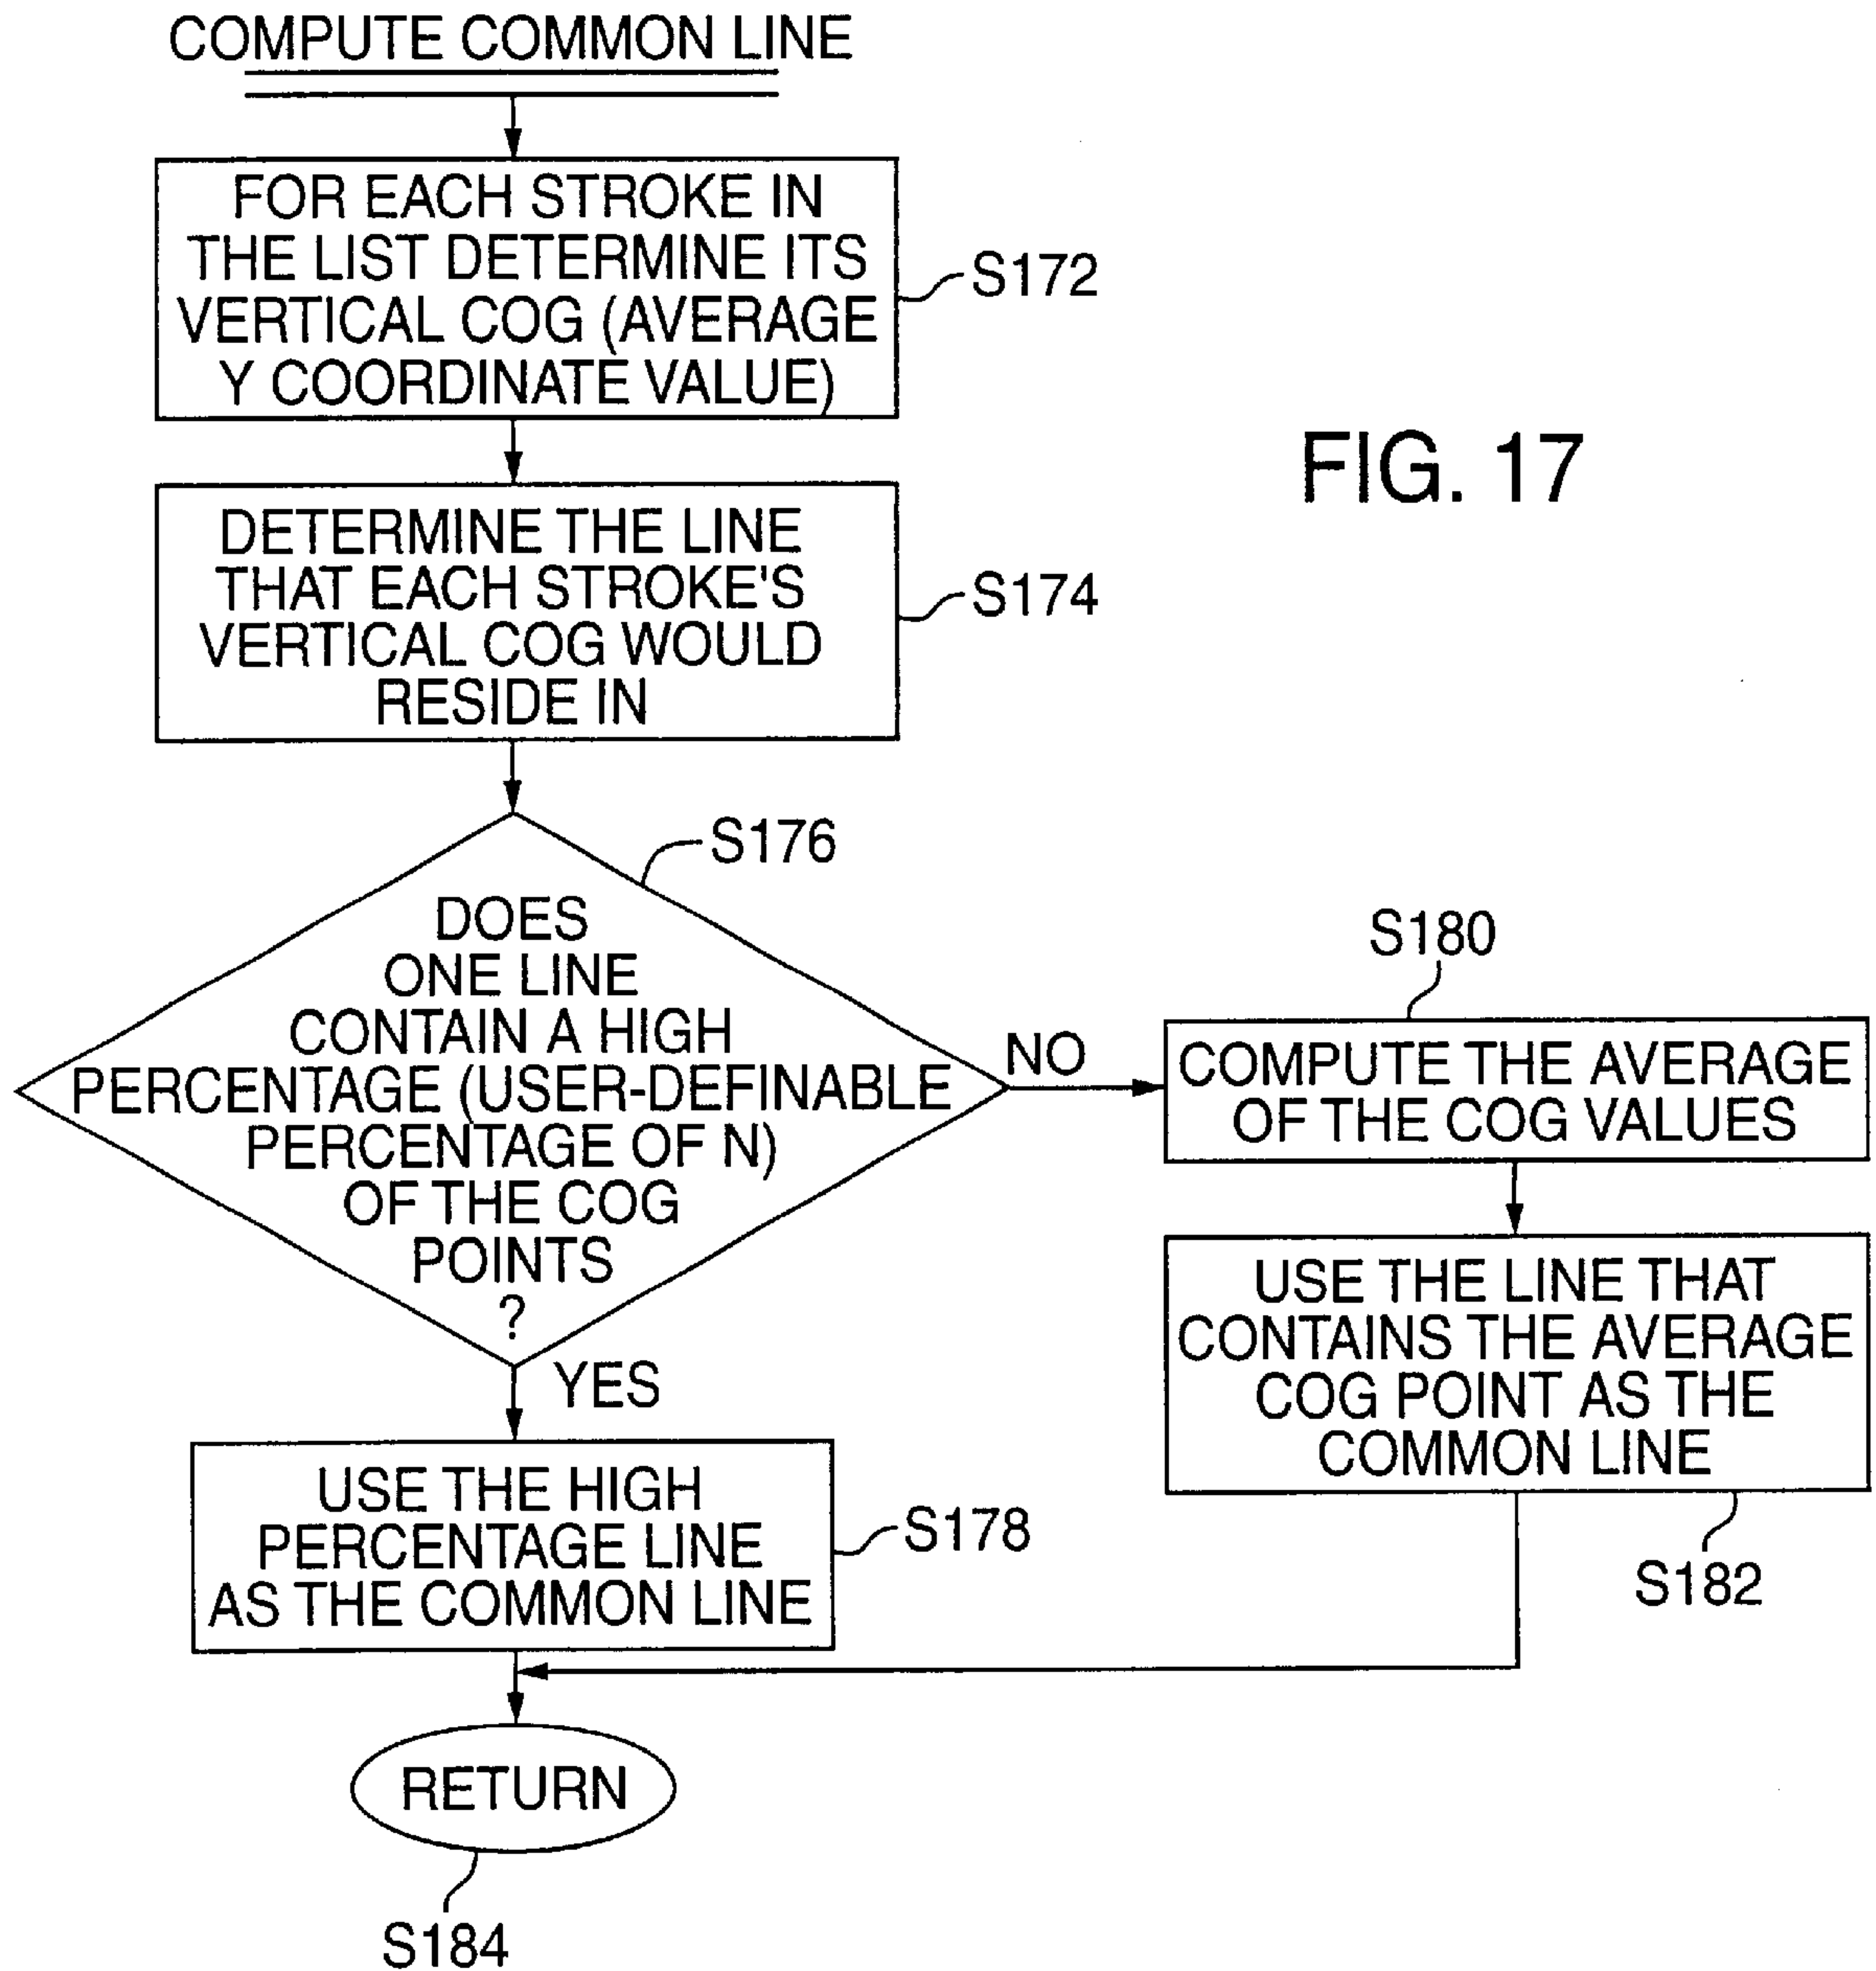 COMPUTE COMMON LINE
FOR EACH STROKE IN
THE LIST DETERMINE ITS
VERTICAL COG (AVERAGE
Y COORDINATE VALUE)
S172
FIG. 17
DETERMINE THE LINE
THAT EACH STROKE'S
VERTICAL COG WOULD
RESIDE IN
S174
S176
DOES
ONE LINE
CONTAIN A HIGH
PERCENTAGE (USER-DEFINABLE
PERCENTAGE OF N)
OF THE COG
POINTS
?
NO
S180
COMPUTE THE AVERAGE
OF THE COG VALUES
USE THE LINE THAT
CONTAINS THE AVERAGE
COG POINT AS THE
COMMON LINE
S182
YES
USE THE HIGH
PERCENTAGE LINE
AS THE COMMON LINE
S178
RETURN
S184